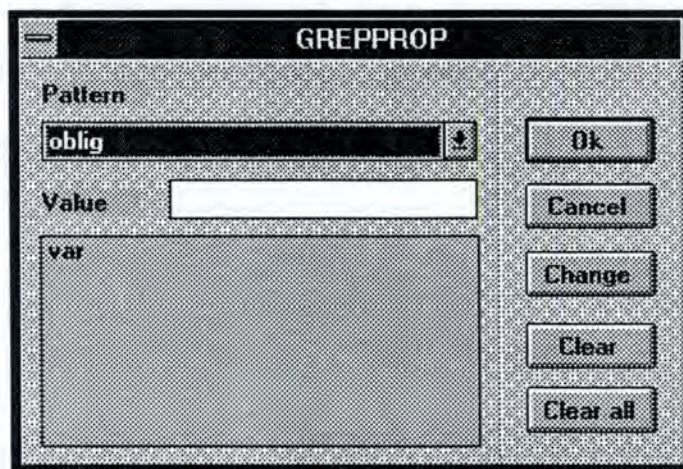 GREPPROP
Pattern
oblig
Value
var
Ok
Cancel
Change
Clear
Clear all